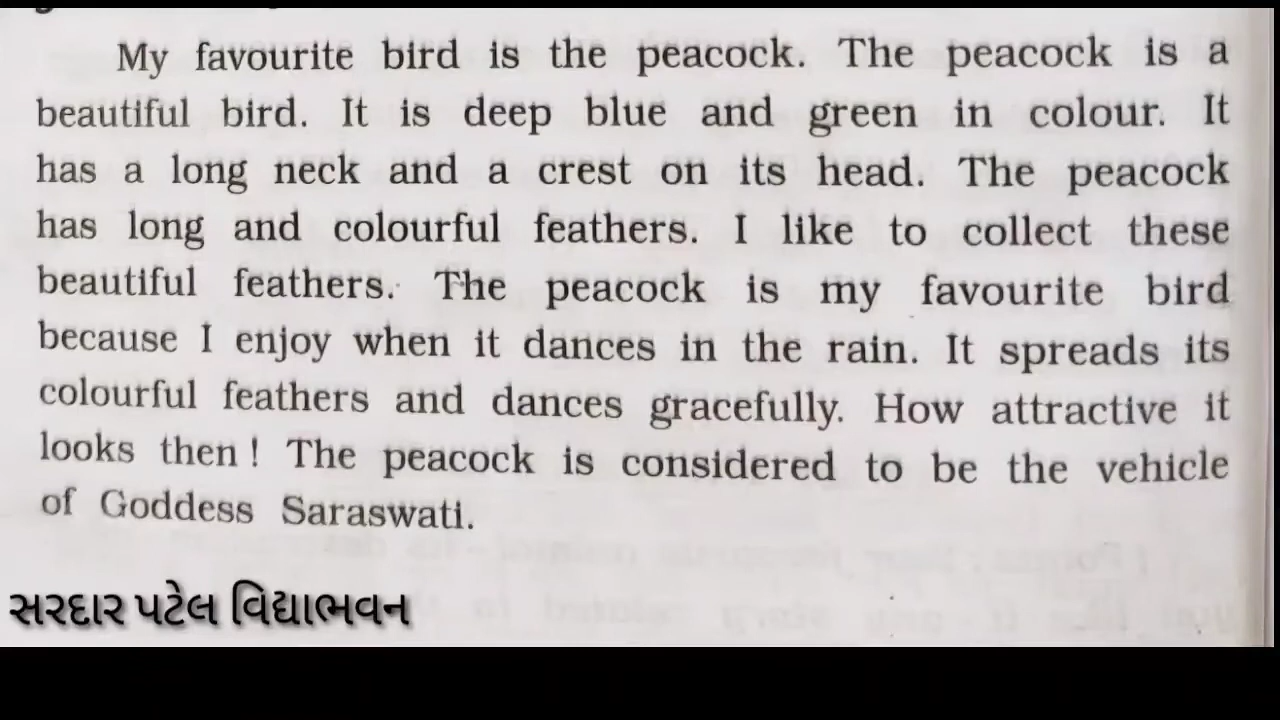 My favourite bird is the peacock. The peacock is a
beautiful bird. It is deep blue and green in colour. It
has a long neck and a crest on its head. The peacock
has long and colourful feathers. I like to collect these
beautiful feathers. The peacock is my favourite bird
because I enjoy when it dances in the rain. It spreads its
colourful feathers and dances gracefully. How attractive it
looks then ! The peacock is considered to be the vehicle
of Goddess Saraswati.
સરદાર પટેલ વિદ્યાભવન